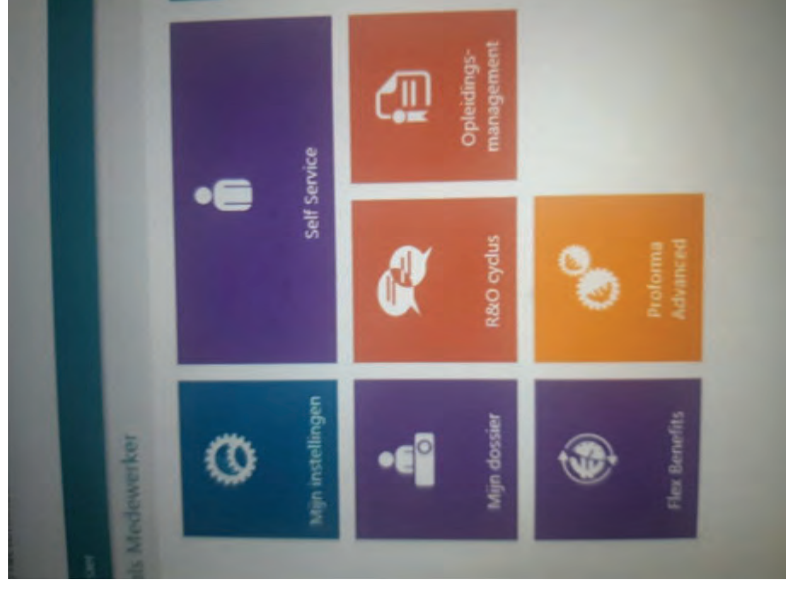 als Medewerker
Mijn instellingen
Self Service
Mijn dossier
R&O cyclus
Opleidings-
management
Flex Benefits
Proforma
Advanced